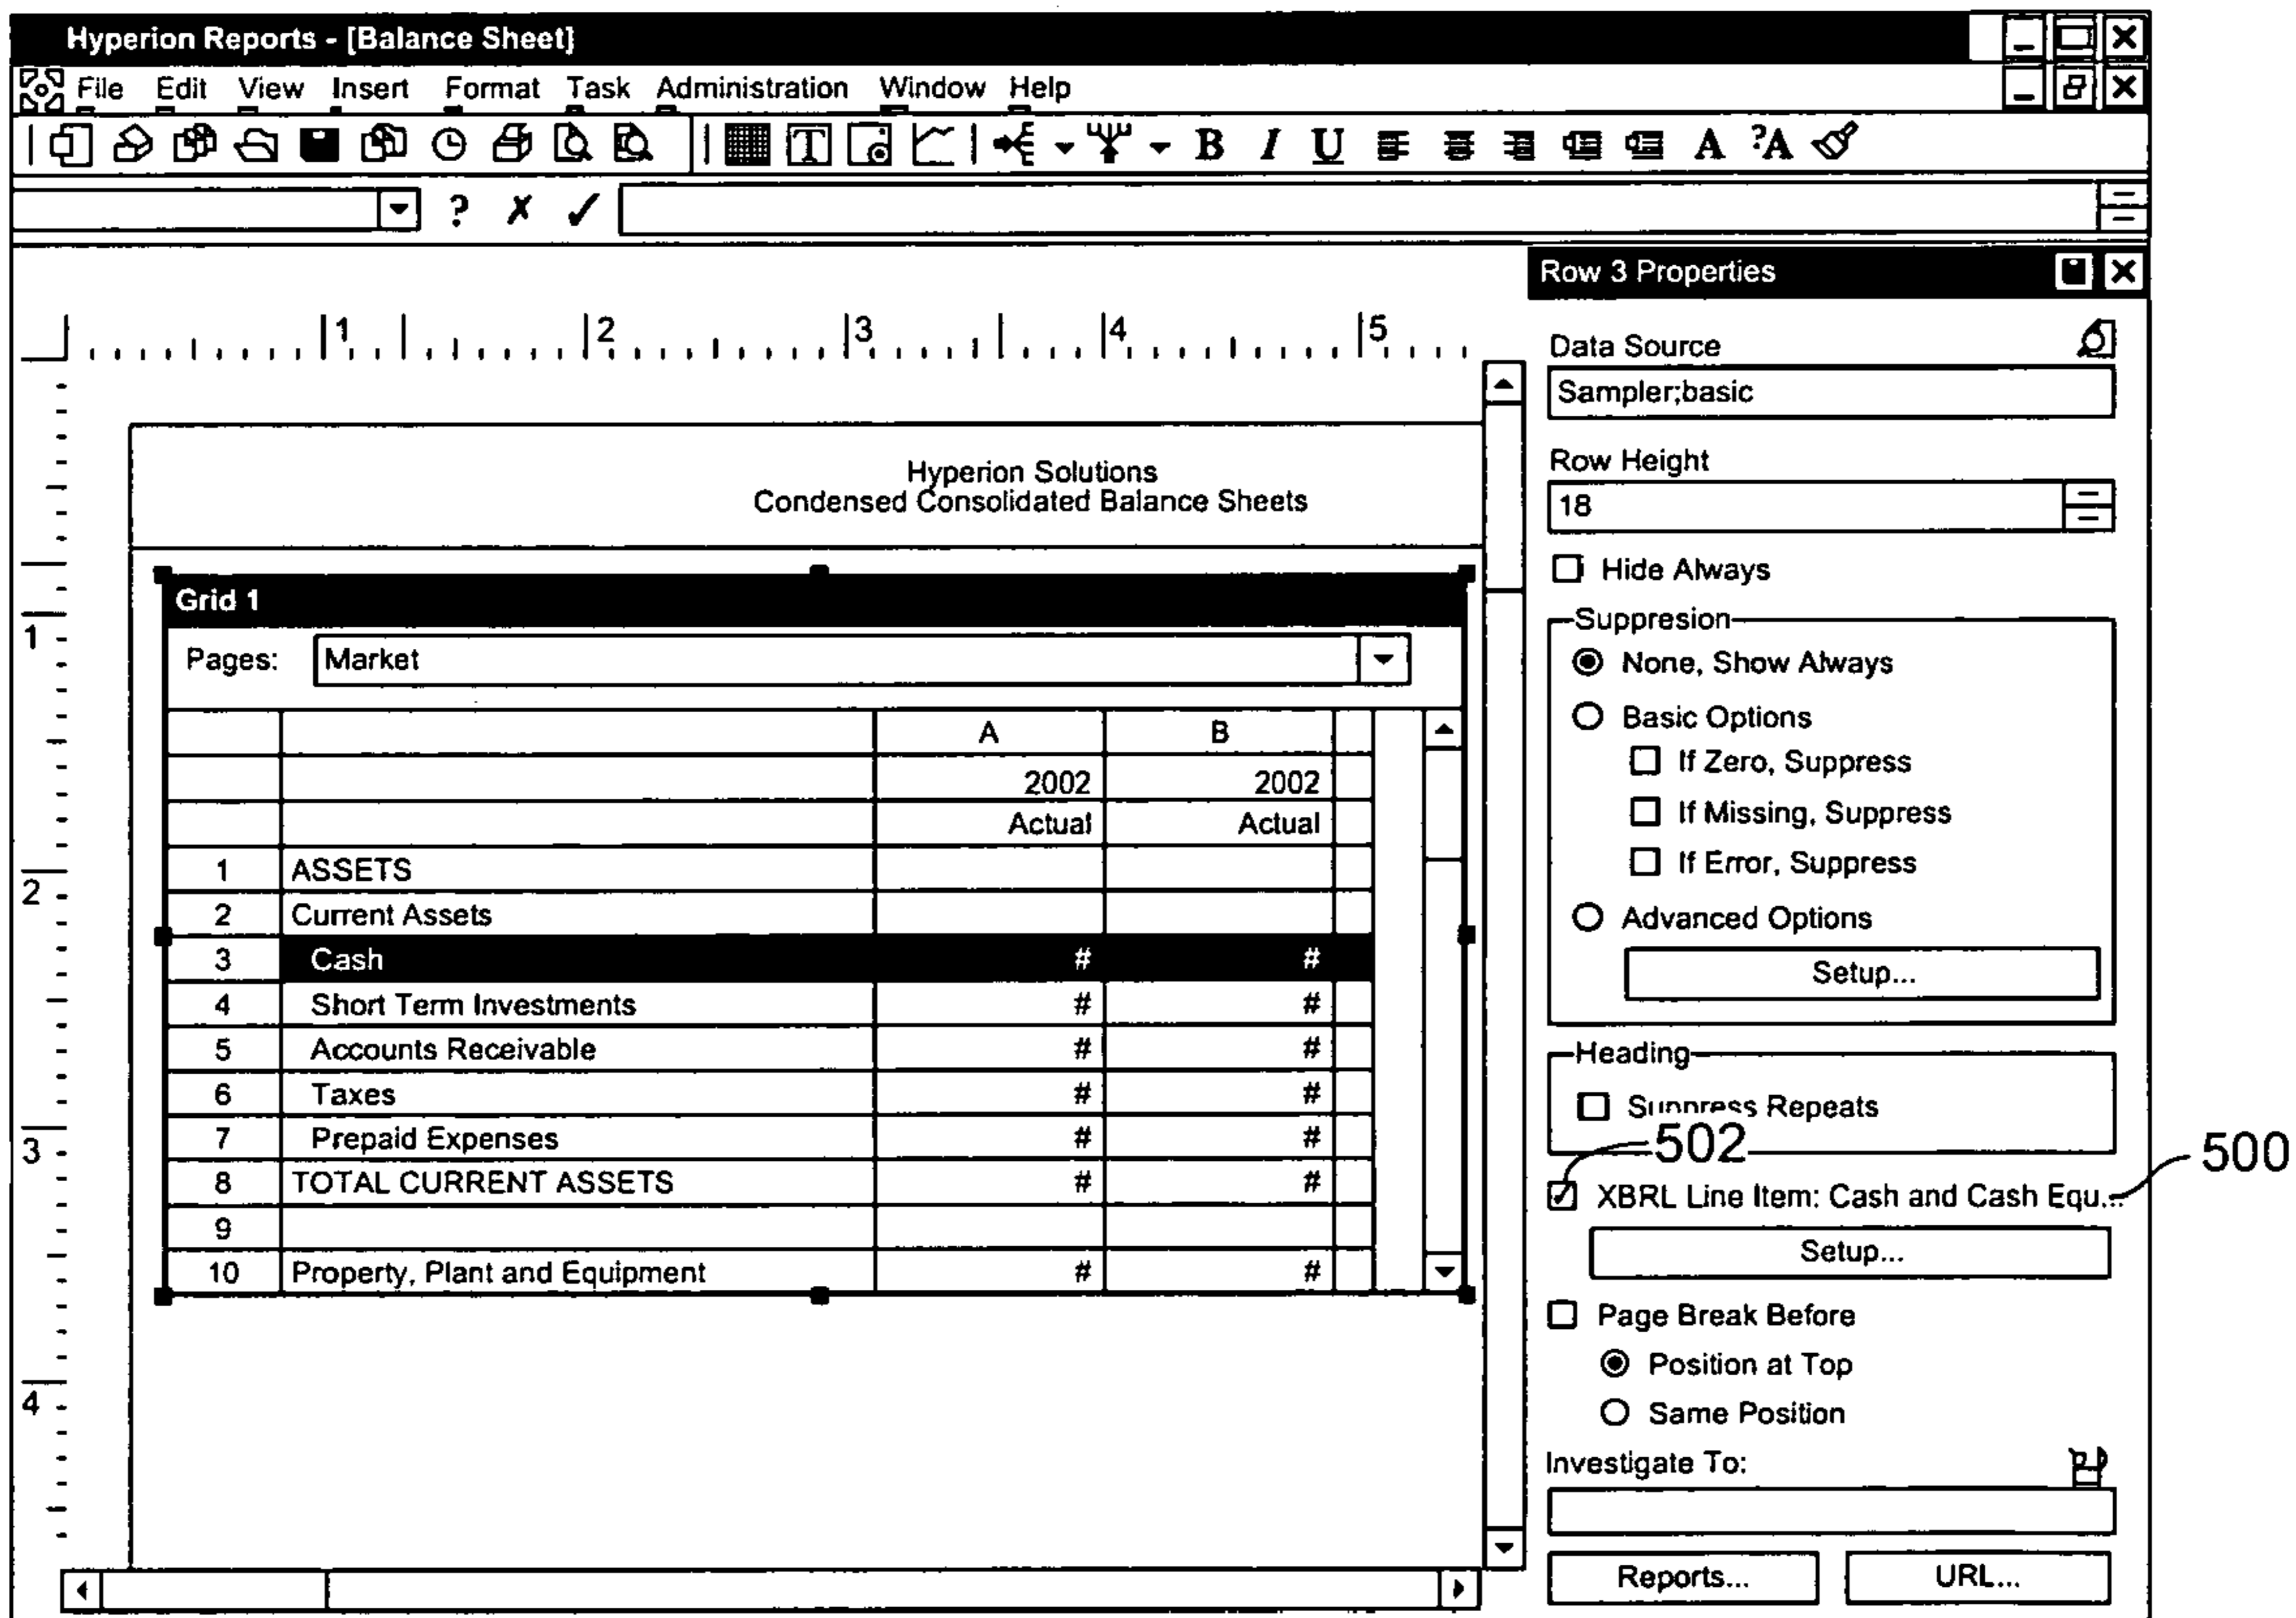 Hyperion Reports - [Balance Sheet]
File Edit View Insert Format Task Administration Window Help
T B I U A ?A
? ✗ ✓
Row 3 Properties
1 2 3 4 5
Data Source
Sampler;basic
Hyperion Solutions
Condensed Consolidated Balance Sheets
Row Height
18
Hide Always
Grid 1
Pages: Market
Suppresion
None, Show Always
Basic Options
If Zero, Suppress
If Missing, Suppress
If Error, Suppress
Advanced Options
Setup...
A B
2002 2002
Actual Actual
1 ASSETS
2 Current Assets
3 Cash # #
4 Short Term Investments # #
5 Accounts Receivable # #
6 Taxes # #
7 Prepaid Expenses # #
8 TOTAL CURRENT ASSETS # #
9
10 Property, Plant and Equipment # #
1
2
3
4
Heading
Suppress Repeats
502
500
XBRL Line Item: Cash and Cash Equ...
Setup...
Page Break Before
Position at Top
Same Position
Investigate To:
Reports... URL...